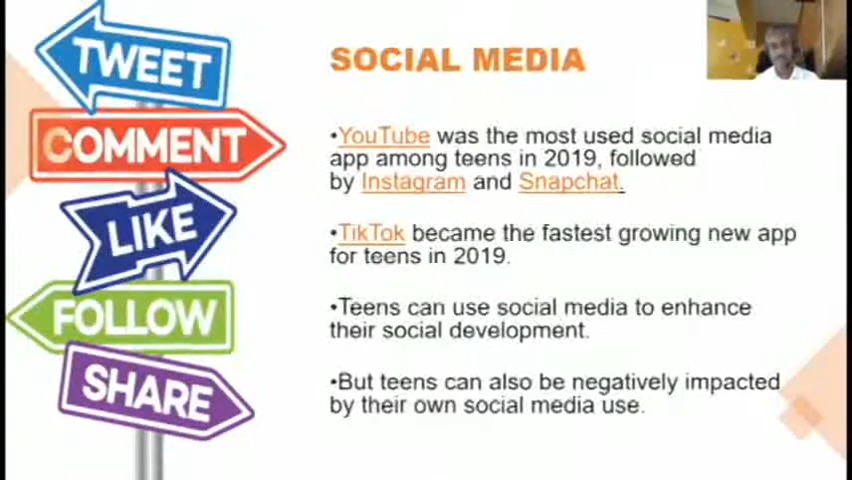 TWEET
COMMENT
LIKE
FOLLOW
SHARE
SOCIAL MEDIA
•YouTube was the most used social media
app among teens in 2019, followed
by Instagram and Snapchat.
•TikTok became the fastest growing new app
for teens in 2019.
•Teens can use social media to enhance
their social development.
•But teens can also be negatively impacted
by their own social media use.